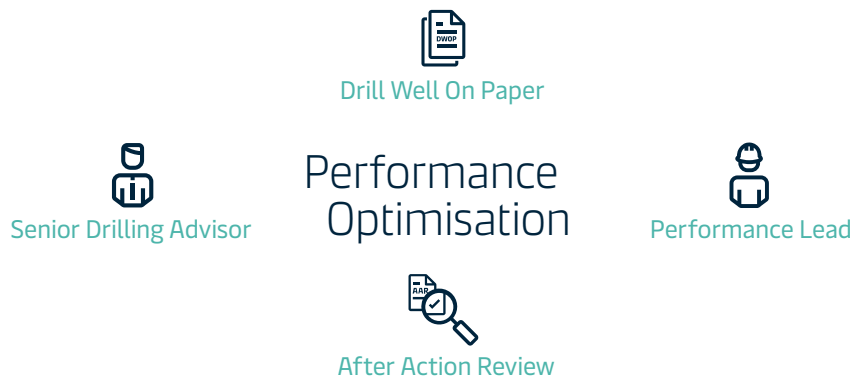 DWOP
Drill Well On Paper
Senior Drilling Advisor
Performance
Optimisation
Performance Lead
AAR
After Action Review